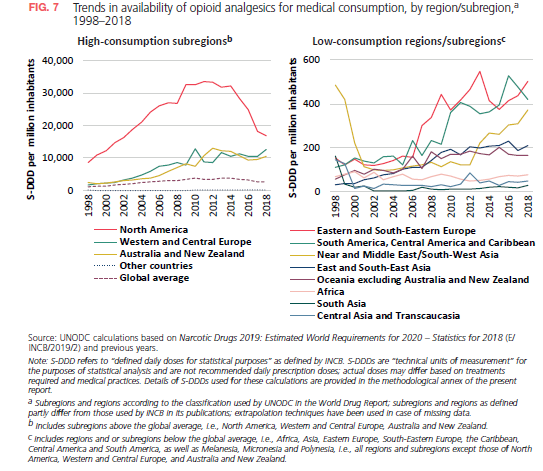 FIG. 7 Trends in availability of opioid analgesics for medical consumption, by region/subregion,a
1998–2018
High-consumption subregionsb
S-DDD per million inhabitants
40,000
30,000
20,000
10,000
0
1998
2000
2002
2004
2006
2008
2010
2012
2014
2016
2018
North America
Western and Central Europe
Australia and New Zealand
Other countries
Global average
Low-consumption regions/subregionsc
S-DDD per million inhabitants
600
400
200
0
1998
2000
2002
2004
2006
2008
2010
2012
2014
2016
2018
Eastern and South-Eastern Europe
South America, Central America and Caribbean
Near and Middle East/South-West Asia
East and South-East Asia
Oceania excluding Australia and New Zealand
Africa
South Asia
Central Asia and Transcaucasia
Source: UNODC calculations based on Narcotic Drugs 2019: Estimated World Requirements for 2020 – Statistics for 2018 (E/
INCB/2019/2) and previous years.
Note: S-DDD refers to "defined daily doses for statistical purposes" as defined by INCB. S-DDDs are "technical units of measurement" for
the purposes of statistical analysis and are not recommended daily prescription doses; actual doses may differ based on treatments
required and medical practices. Details of S-DDDs used for these calculations are provided in the methodological annex of the present
report.
a Subregions and regions according to the classification used by UNODC in the World Drug Report; subregions and regions as defined
partly differ from those used by INCB in its publications; extrapolation techniques have been used in case of missing data.
b Includes subregions above the global average, i.e., North America, Western and Central Europe, Australia and New Zealand.
c Includes regions and or subregions below the global average, i.e., Africa, Asia, Eastern Europe, South-Eastern Europe, the Caribbean,
Central America and South America, as well as Melanesia, Micronesia and Polynesia, i.e., all regions and subregions except those of North
America, Western and Central Europe, and Australia and New Zealand.